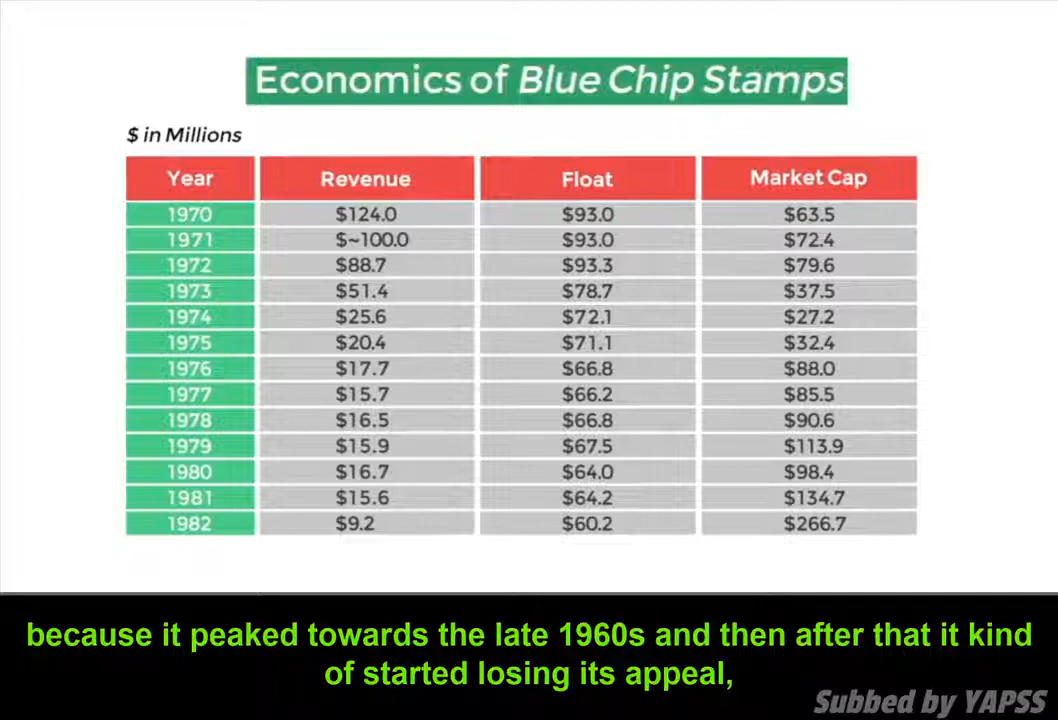 Economics of Blue Chip Stamps
$ in Millions
Year Revenue Float Market Cap
1970 $124.0 $93.0 $63.5
1971 $~100.0 $93.0 $72.4
1972 $88.7 $93.3 $79.6
1973 $51.4 $78.7 $37.5
1974 $25.6 $72.1 $27.2
1975 $20.4 $71.1 $32.4
1976 $17.7 $66.8 $88.0
1977 $15.7 $66.2 $85.5
1978 $16.5 $66.8 $90.6
1979 $15.9 $67.5 $113.9
1980 $16.7 $64.0 $98.4
1981 $15.6 $64.2 $134.7
1982 $9.2 $60.2 $266.7
because it peaked towards the late 1960s and then after that it kind
of started losing its appeal,
Subbed by YAPSS